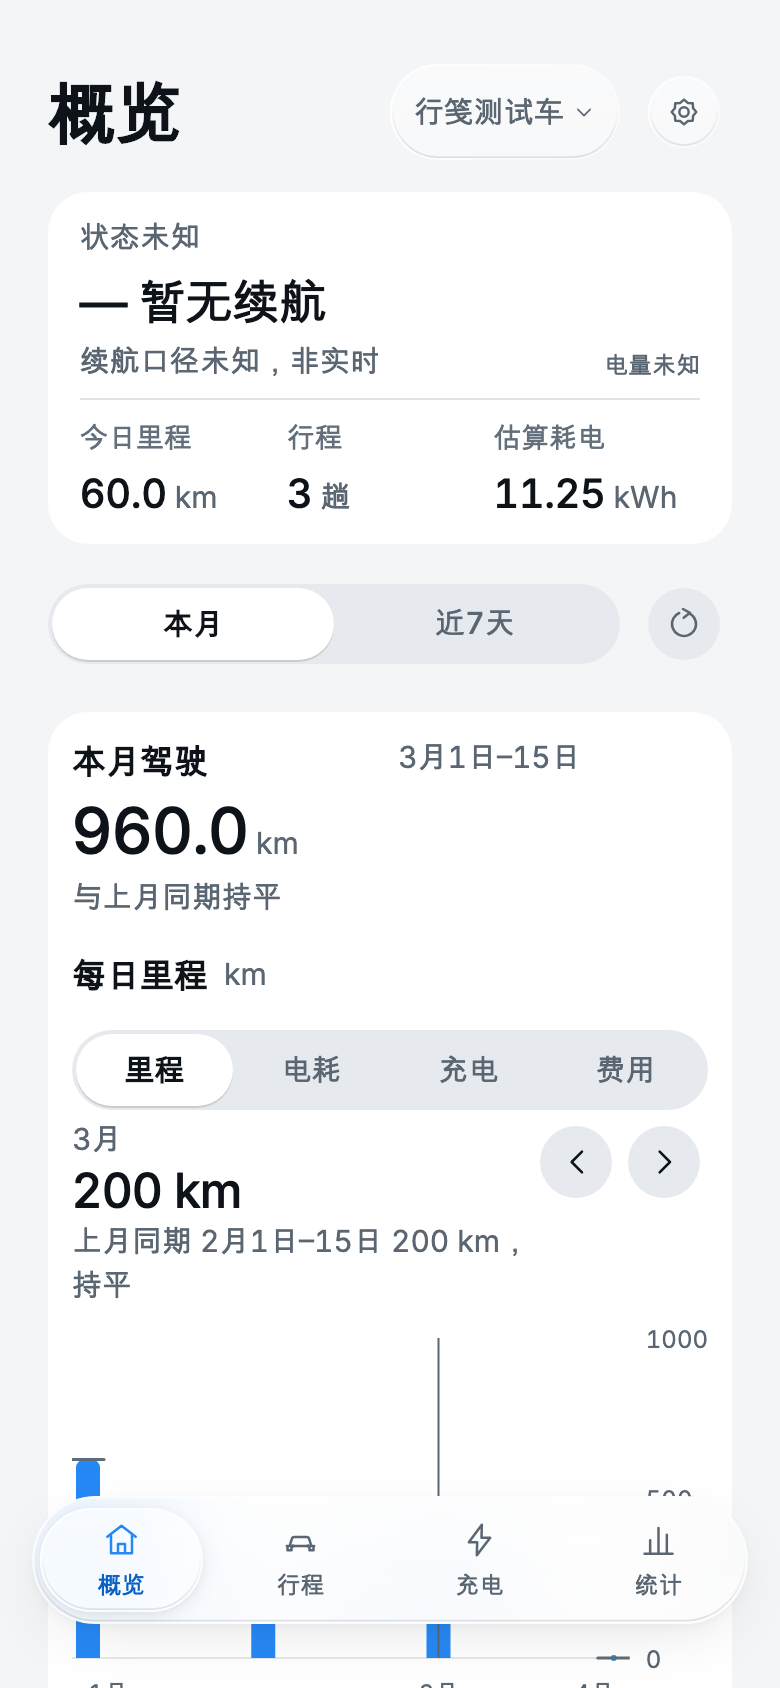 概览
行笺测试车
状态未知
— 暂无续航
续航口径未知，非实时
电量未知
今日里程 行程 估算耗电
60.0 km 3 趟 11.25 kWh
本月 近7天
本月驾驶 3月1日–15日
960.0 km
与上月同期持平
每日里程 km
里程 电耗 充电 费用
3月
200 km
上月同期 2月1日–15日 200 km，
持平
1000
概览 行程 充电 统计
0